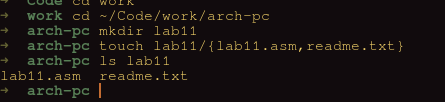 → Code cd work
→ work cd ~/Code/work/arch-pc
→ arch-pc mkdir lab11
→ arch-pc touch lab11/{lab11.asm,readme.txt}
→ arch-pc ls lab11
lab11.asm readme.txt
→ arch-pc